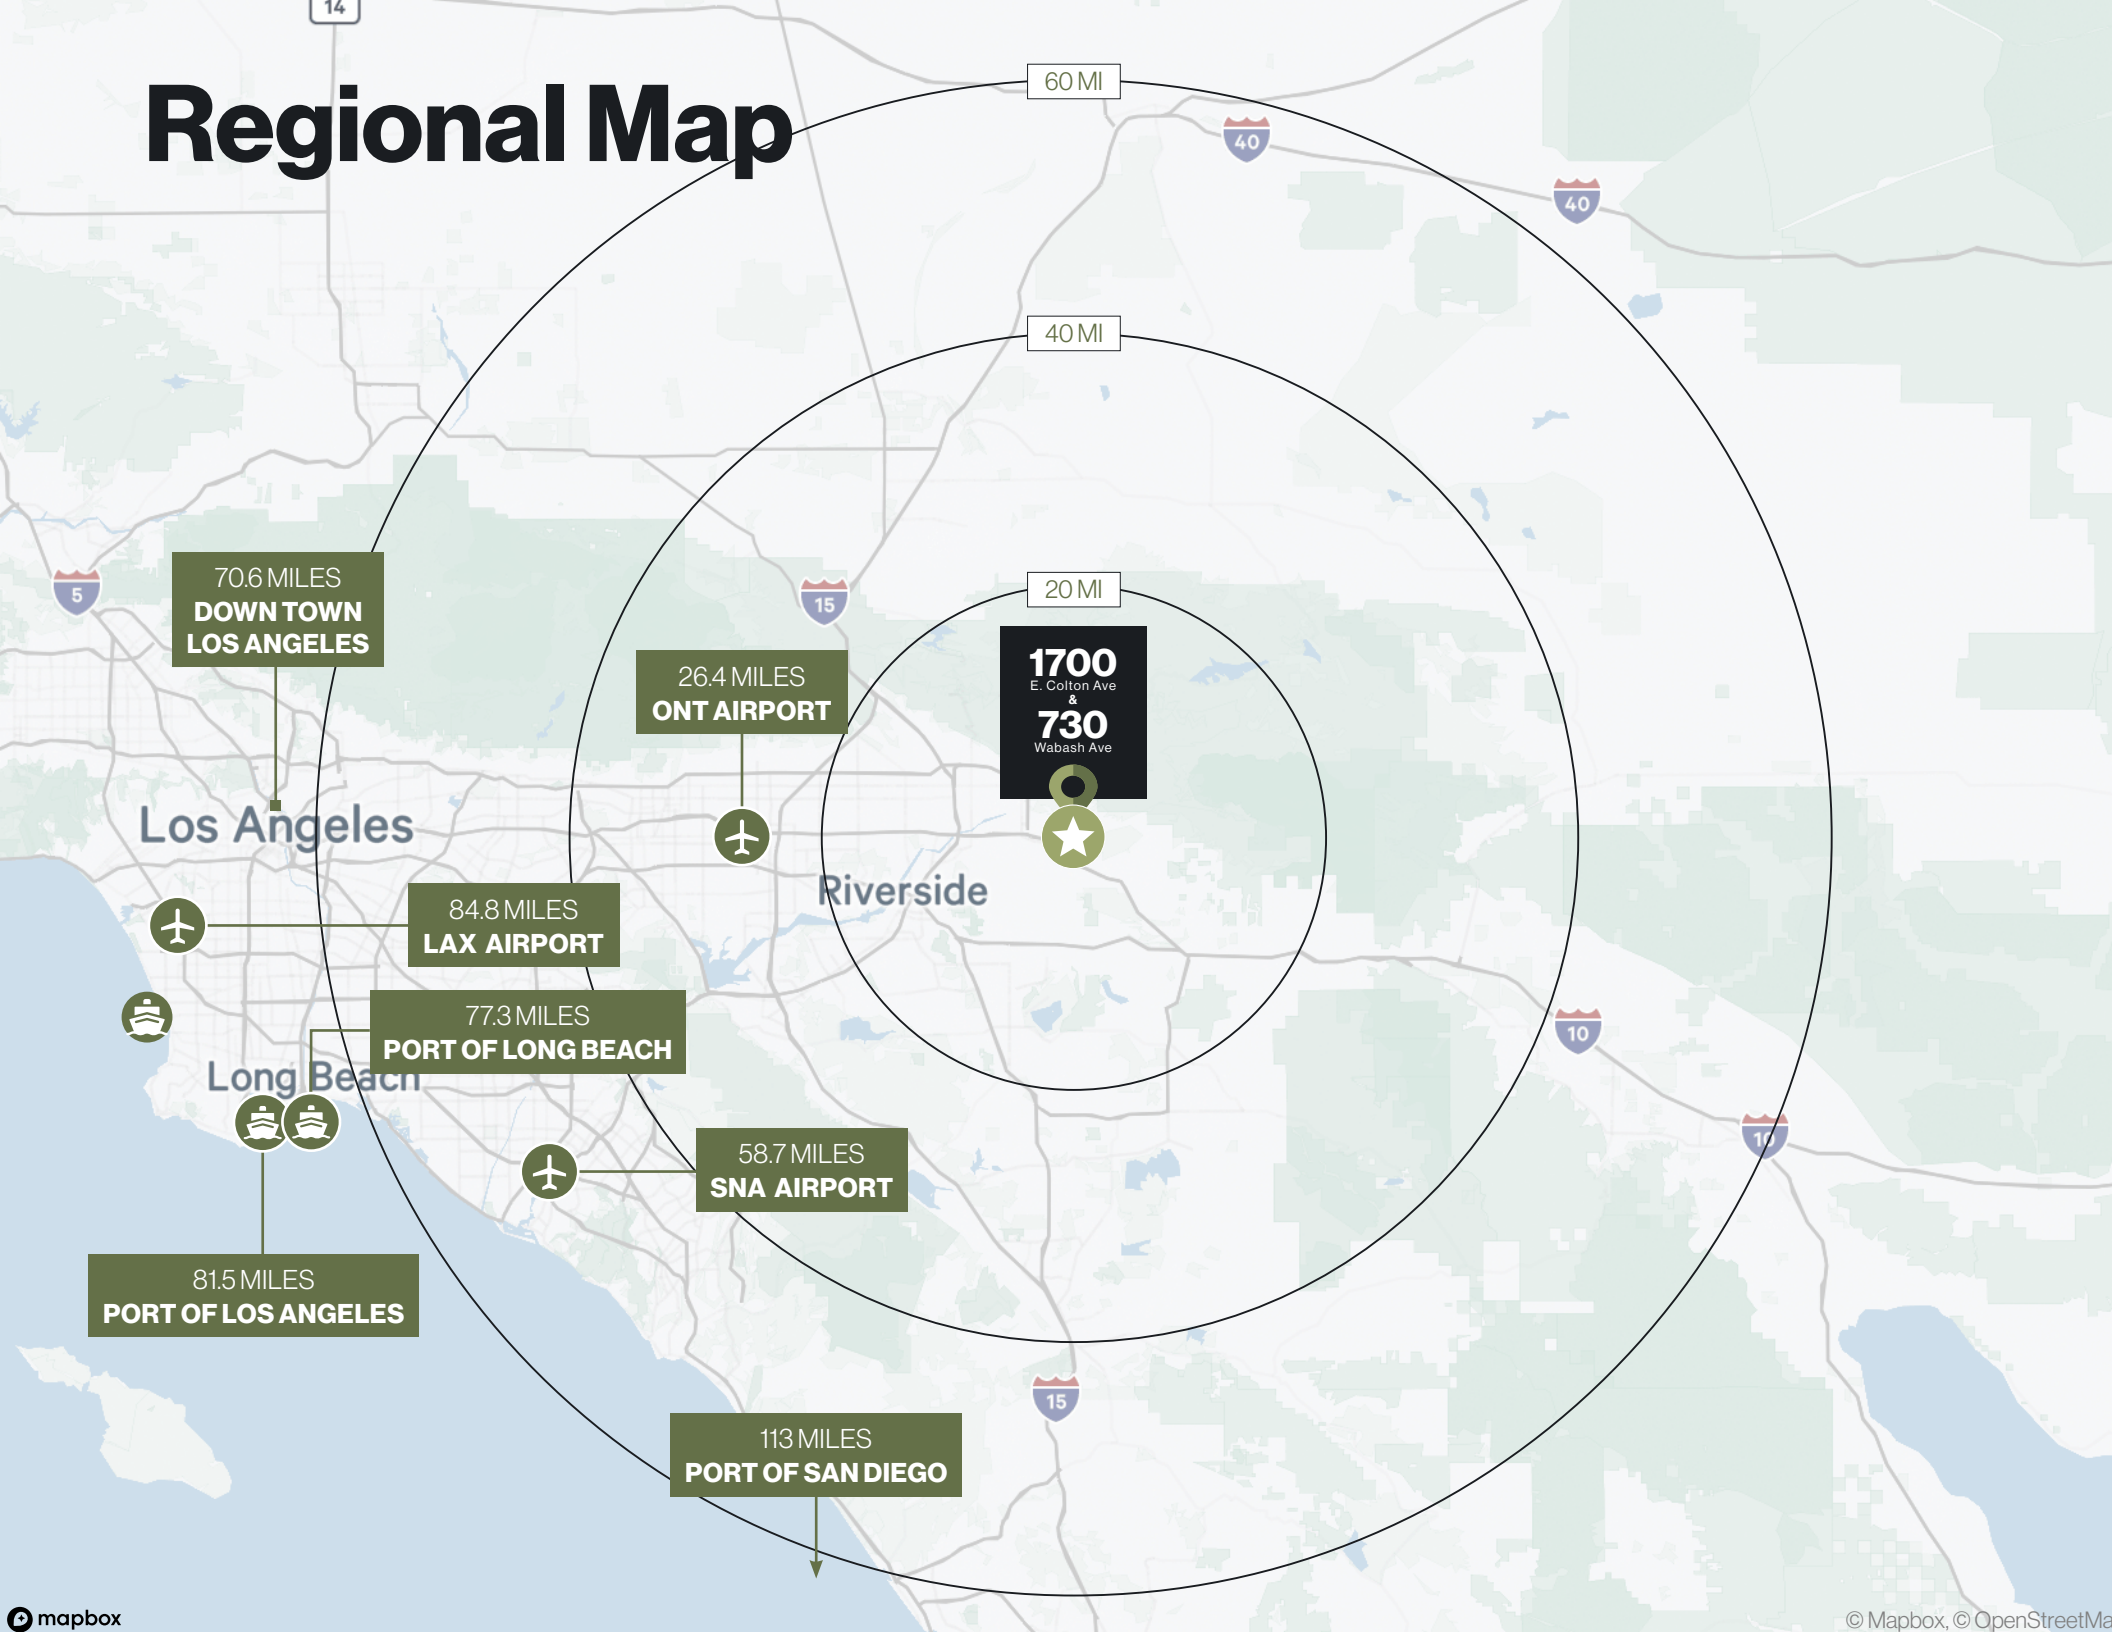 14
Regional Map
60 MI
40
40
40 MI
20 MI
5
70.6 MILES
DOWN TOWN
LOS ANGELES
15
26.4 MILES
ONT AIRPORT
1700
E. Colton Ave
&
730
Wabash Ave
Los Angeles
Riverside
84.8 MILES
LAX AIRPORT
77.3 MILES
PORT OF LONG BEACH
Long Beach
10
10
58.7 MILES
SNA AIRPORT
81.5 MILES
PORT OF LOS ANGELES
15
113 MILES
PORT OF SAN DIEGO
mapbox
© Mapbox, © OpenStreetMa